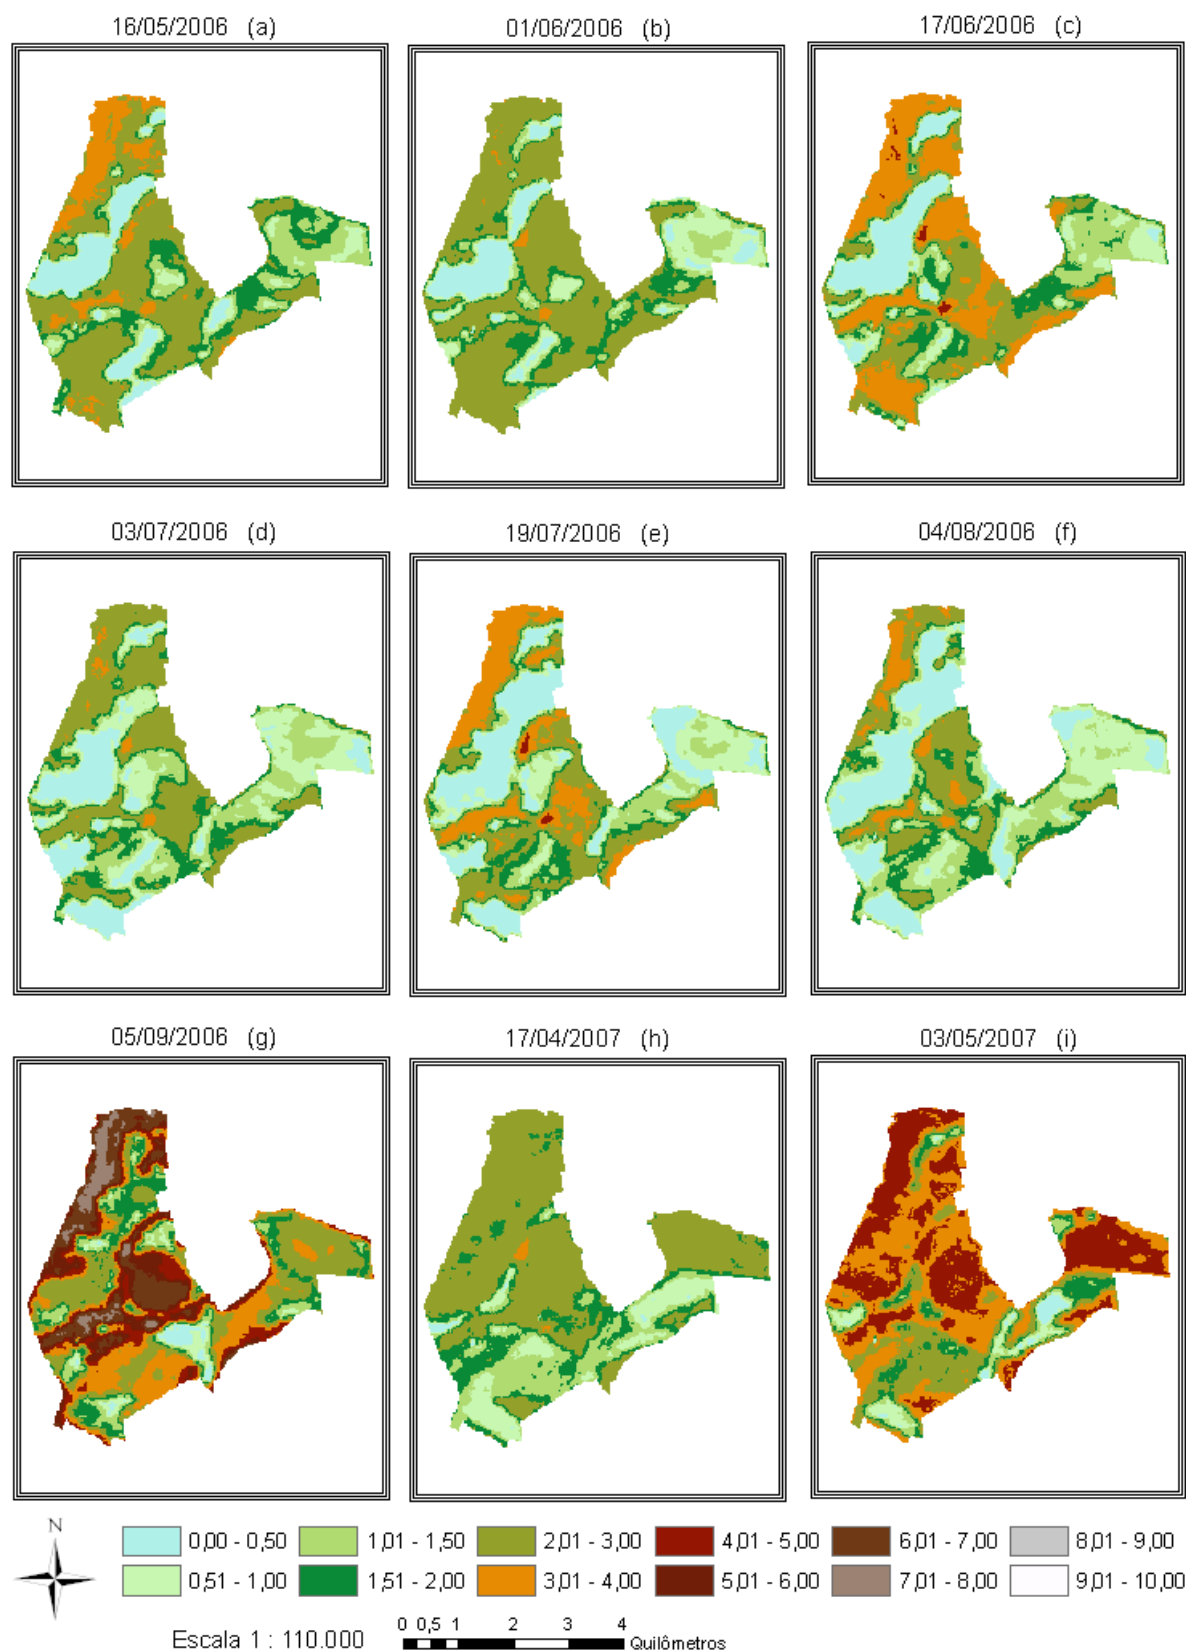 16/05/2006 (a) 01/06/2006 (b) 17/06/2006 (c)
03/07/2006 (d) 19/07/2006 (e) 04/08/2006 (f)
05/09/2006 (g) 17/04/2007 (h) 03/05/2007 (i)
N
0,00 - 0,50 1,01 - 1,50 2,01 - 3,00 4,01 - 5,00 6,01 - 7,00 8,01 - 9,00
0,51 - 1,00 1,51 - 2,00 3,01 - 4,00 5,01 - 6,00 7,01 - 8,00 9,01 - 10,00
0 0,5 1 2 3 4
Escala 1 : 110.000 Quilômetros